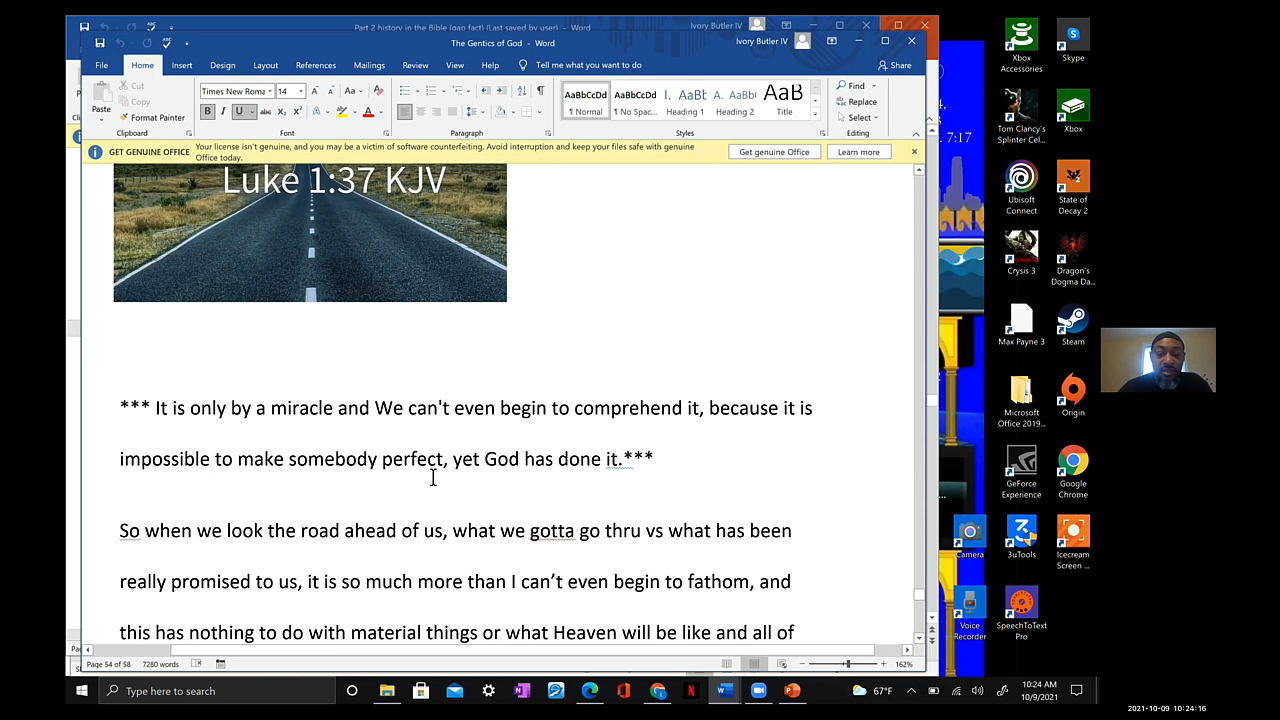 Part 2 history in the Bible (gap fact) (Last saved by user) - Word
Ivory Butler IV
The Gentics of God - Word
Ivory Butler IV
File Home Insert Design Layout References Mailings Review View Help Tell me what you want to do Share
Paste
Cut
Copy
Format Painter
Clipboard
Times New Roma 14
Font
Paragraph
AaBbCcDd
¶ Normal
AaBbCcDd
¶ No Spac...
Heading 1
Heading 2
AaB
Title
Styles
Find
Replace
Select
Editing
GET GENUINE OFFICE Your license isn't genuine, and you may be a victim of software counterfeiting. Avoid interruption and keep your files safe with genuine
Office today.
Get genuine Office
Learn more
Luke 1:37 KJV
*** It is only by a miracle and We can't even begin to comprehend it, because it is
impossible to make somebody perfect, yet God has done it.***
So when we look the road ahead of us, what we gotta go thru vs what has been
really promised to us, it is so much more than I can’t even begin to fathom, and
this has nothing to do with material things or what Heaven will be like and all of
Page 54 of 58 7280 words
162%
7:17
Xbox
Accessories
Skype
Tom Clancy's
Splinter Cel...
Xbox
Ubisoft
Connect
State of
Decay 2
Crysis 3
Dragon's
Dogma Da...
Max Payne 3
Steam
Microsoft
Office 2019...
Origin
GeForce
Experience
Google
Chrome
Camera
3uTools
Icecream
Screen ...
Voice
Recorder
SpeechToText
Pro
Type here to search
67°F
10:24 AM
10/9/2021
2021-10-09 10:24:16